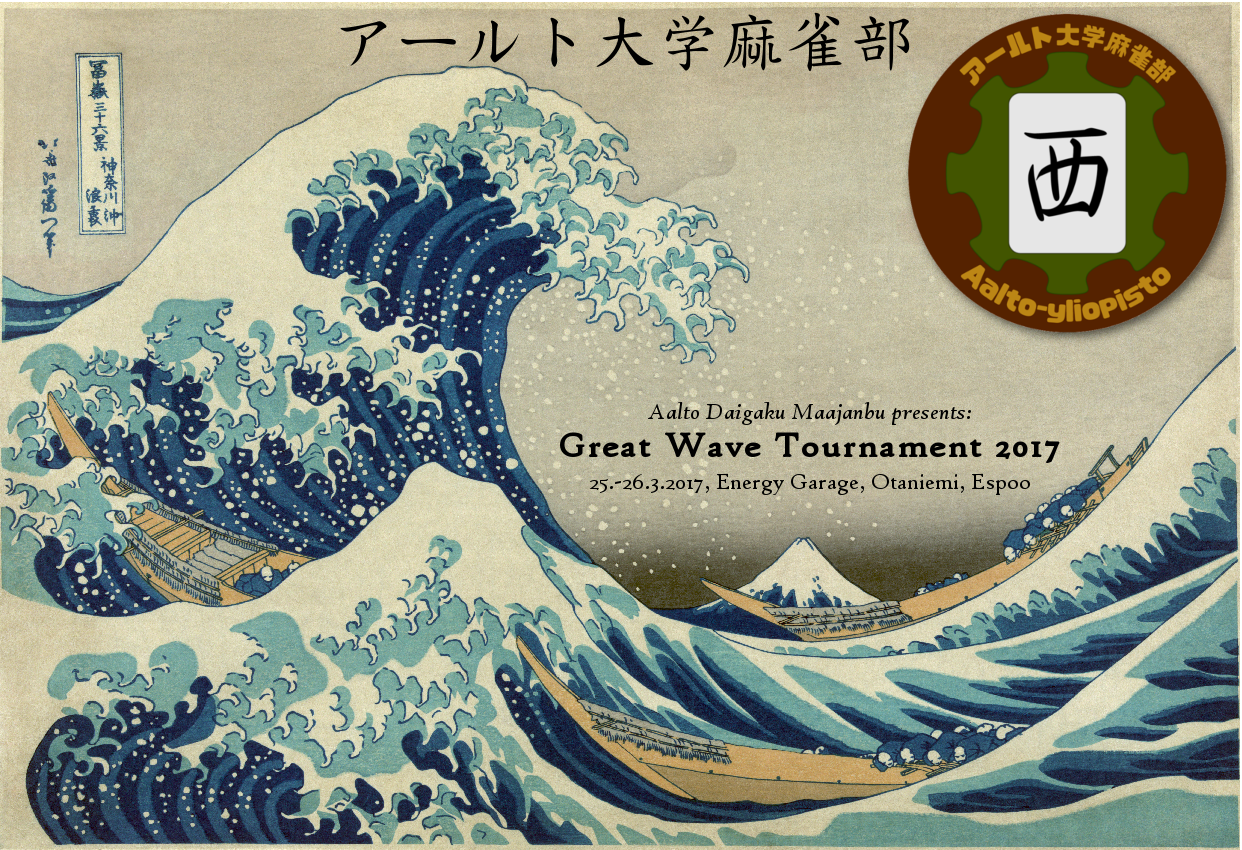 アールト大学麻雀部
冨嶽三十六景
神奈川沖
浪裏
アールト大学麻雀部
西
Aalto-yliopisto
Aalto Daigaku Maajanbu presents:
Great Wave Tournament 2017
25.-26.3.2017, Energy Garage, Otaniemi, Espoo